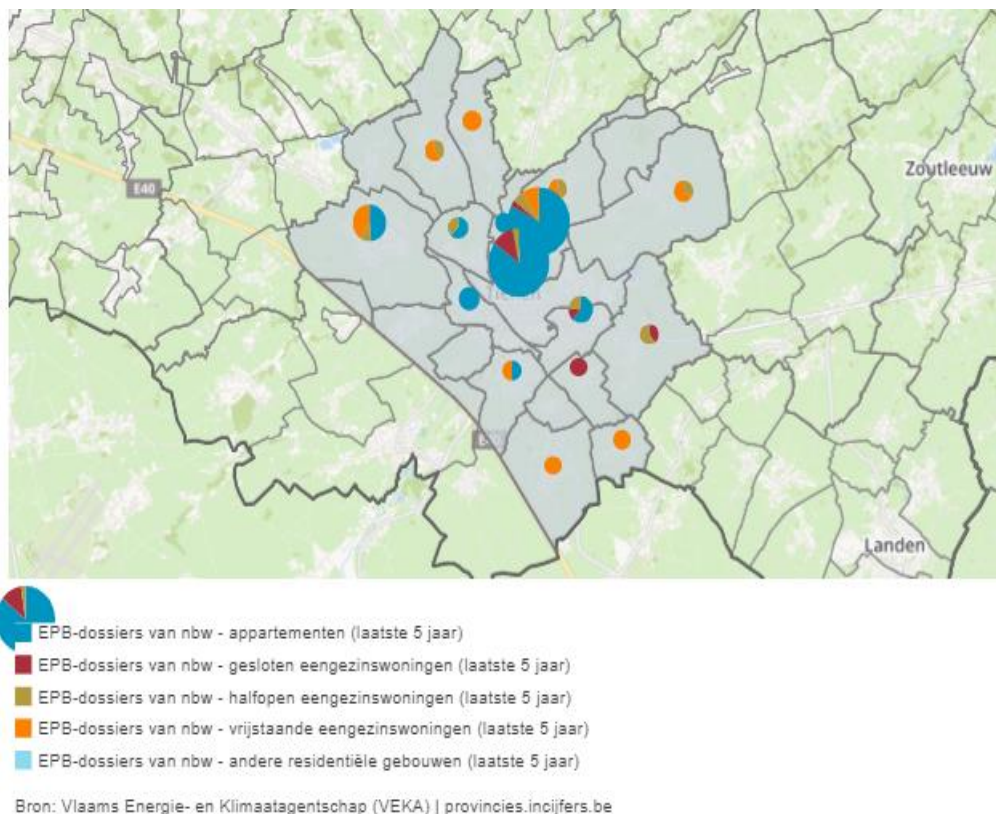 E40
Zoutleeuw
Landen
EPB-dossiers van nbw - appartementen (laatste 5 jaar)
EPB-dossiers van nbw - gesloten eengezinswoningen (laatste 5 jaar)
EPB-dossiers van nbw - halfopen eengezinswoningen (laatste 5 jaar)
EPB-dossiers van nbw - vrijstaande eengezinswoningen (laatste 5 jaar)
EPB-dossiers van nbw - andere residentiële gebouwen (laatste 5 jaar)
Bron: Vlaams Energie- en Klimaatagentschap (VEKA) | provincies.incijfers.be